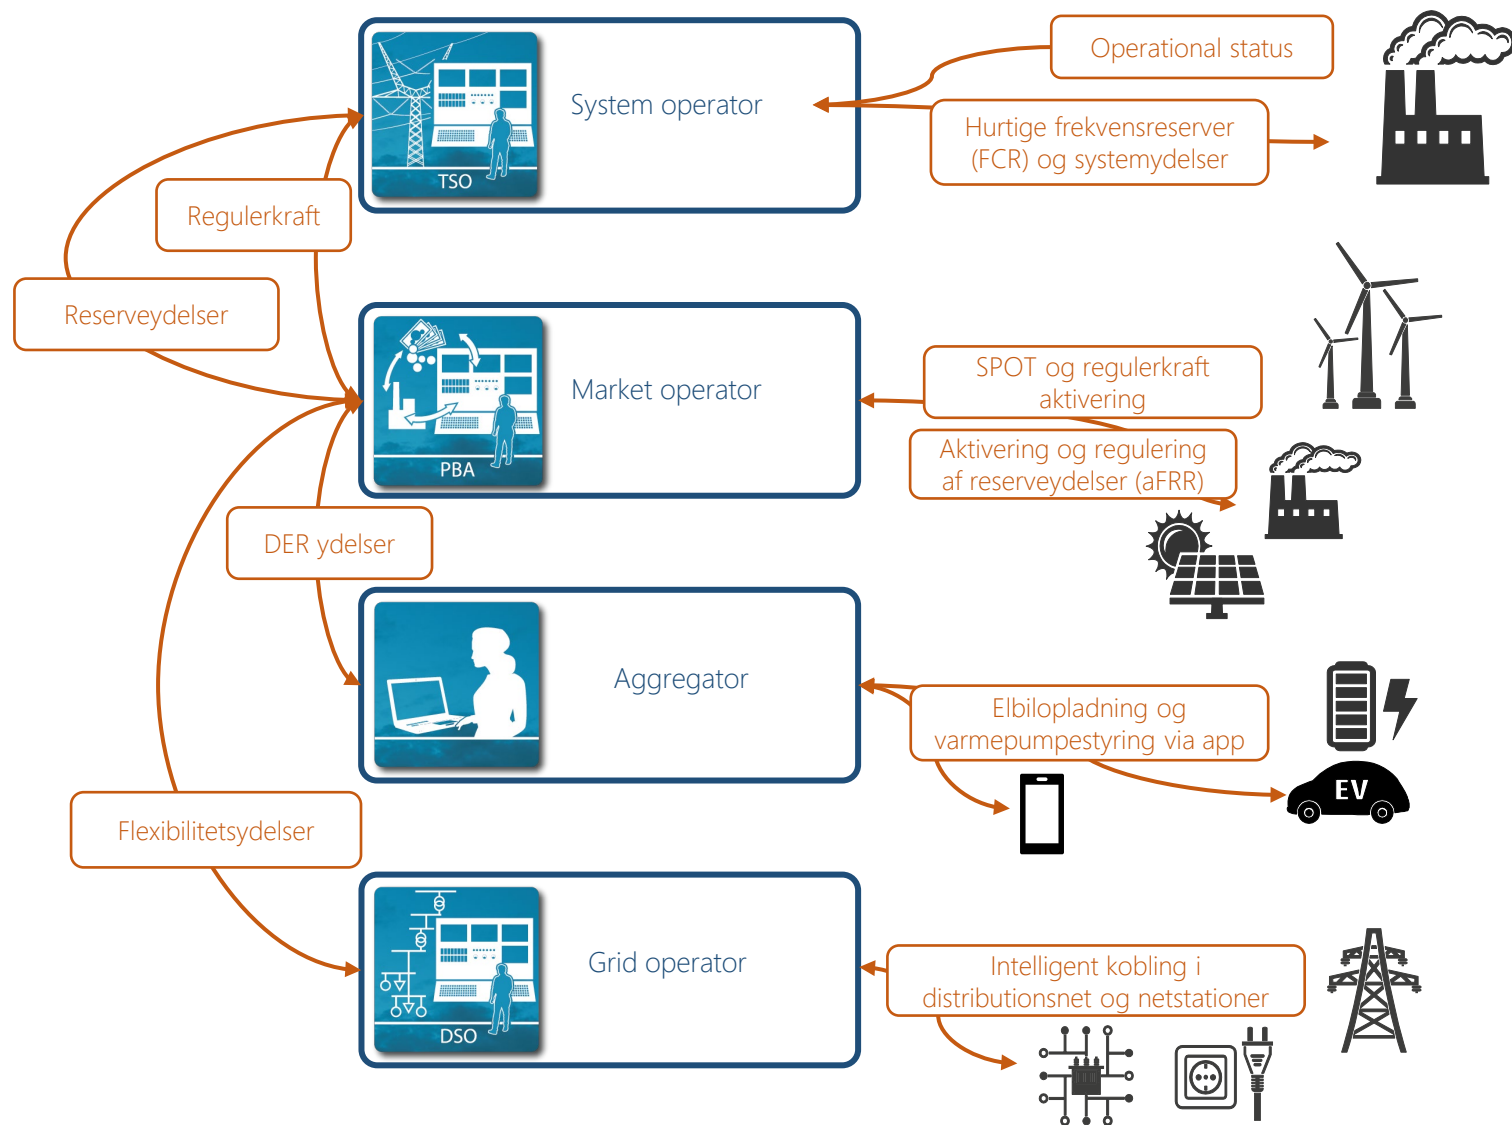 Operational status
System operator
TSO
Hurtige frekvensreserver
(FCR) og systemydelser
Regulerkraft
Reserveydelser
Market operator
PBA
SPOT og regulerkraft
aktivering
Aktivering og regulering
af reserveydelser (aFRR)
DER ydelser
Aggregator
Elbilopladning og
varmepumpestyring via app
EV
Flexibilitetsydelser
Grid operator
DSO
Intelligent kobling i
distributionsnet og netstationer